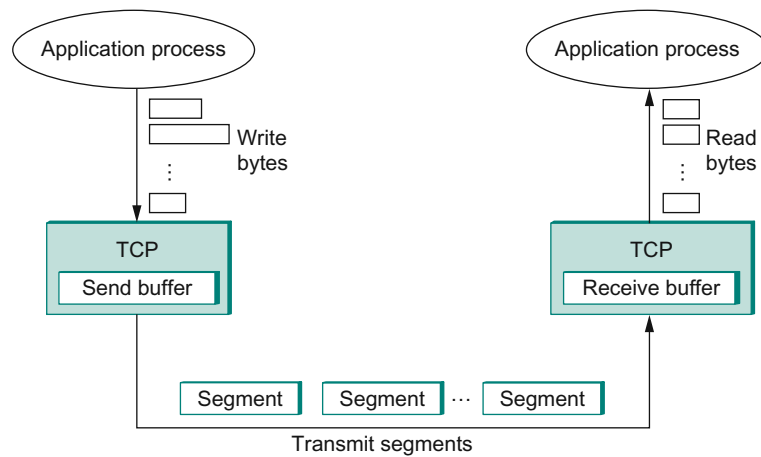 Application process
Application process
Write
bytes
Read
bytes
...
...
TCP
TCP
Send buffer
Receive buffer
Segment Segment ... Segment
Transmit segments